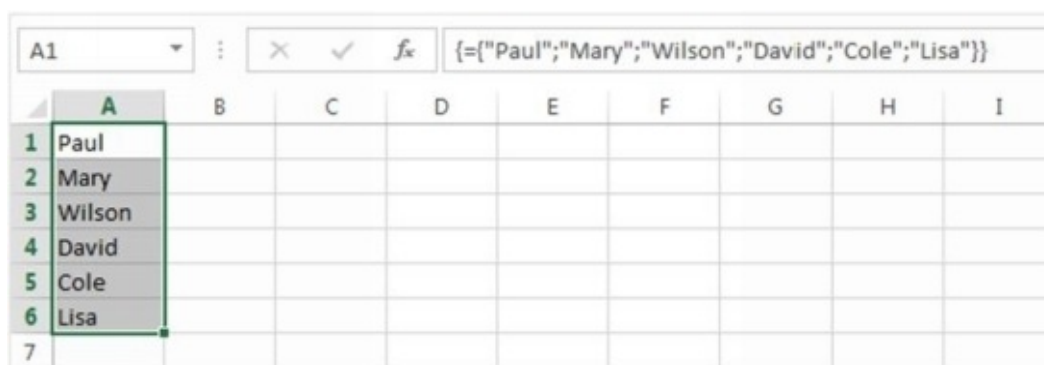 A1 fx {={"Paul";"Mary";"Wilson";"David";"Cole";"Lisa"}}
A B C D E F G H I
1 Paul
2 Mary
3 Wilson
4 David
5 Cole
6 Lisa
7